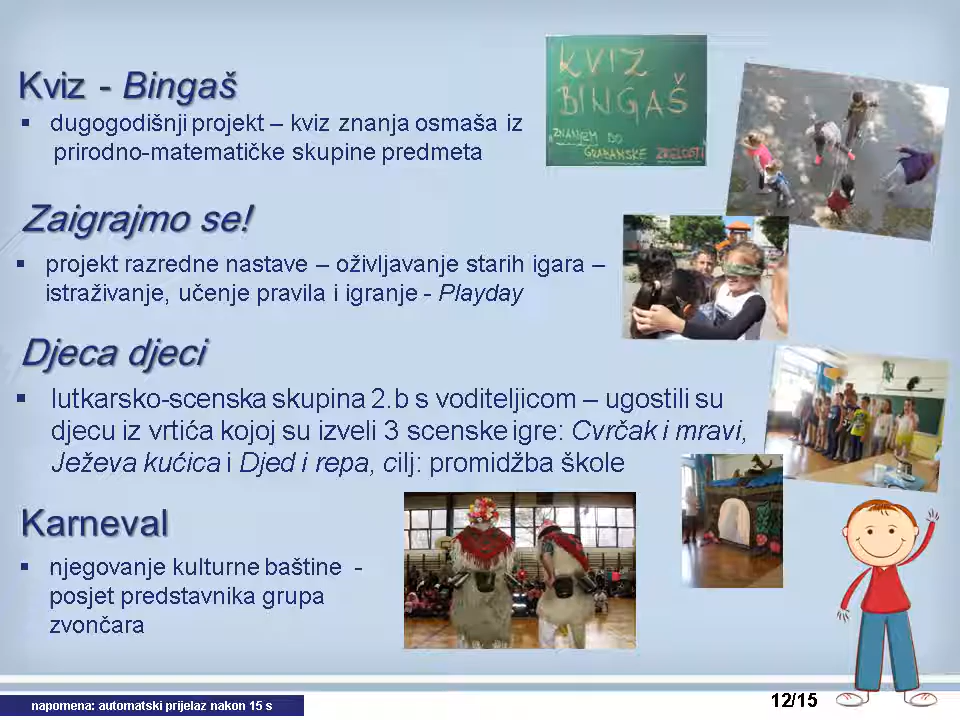 Kviz - Bingaš
▪ dugogodišnji projekt – kviz znanja osmaša iz
prirodno-matematičke skupine predmeta
KVIZ
BINGAŠ
ZNANJEM DO
GRAĐANSKE ZRELOSTI
Zaigrajmo se!
▪ projekt razredne nastave – oživljavanje starih igara –
istraživanje, učenje pravila i igranje - Playday
Djeca djeci
▪ lutkarsko-scenska skupina 2.b s voditeljicom – ugostili su
djecu iz vrtića kojoj su izveli 3 scenske igre: Cvrčak i mravi,
Ježeva kućica i Djed i repa, cilj: promidžba škole
Karneval
▪ njegovanje kulturne baštine -
posjet predstavnika grupa
zvončara
napomena: automatski prijelaz nakon 15 s
12/15